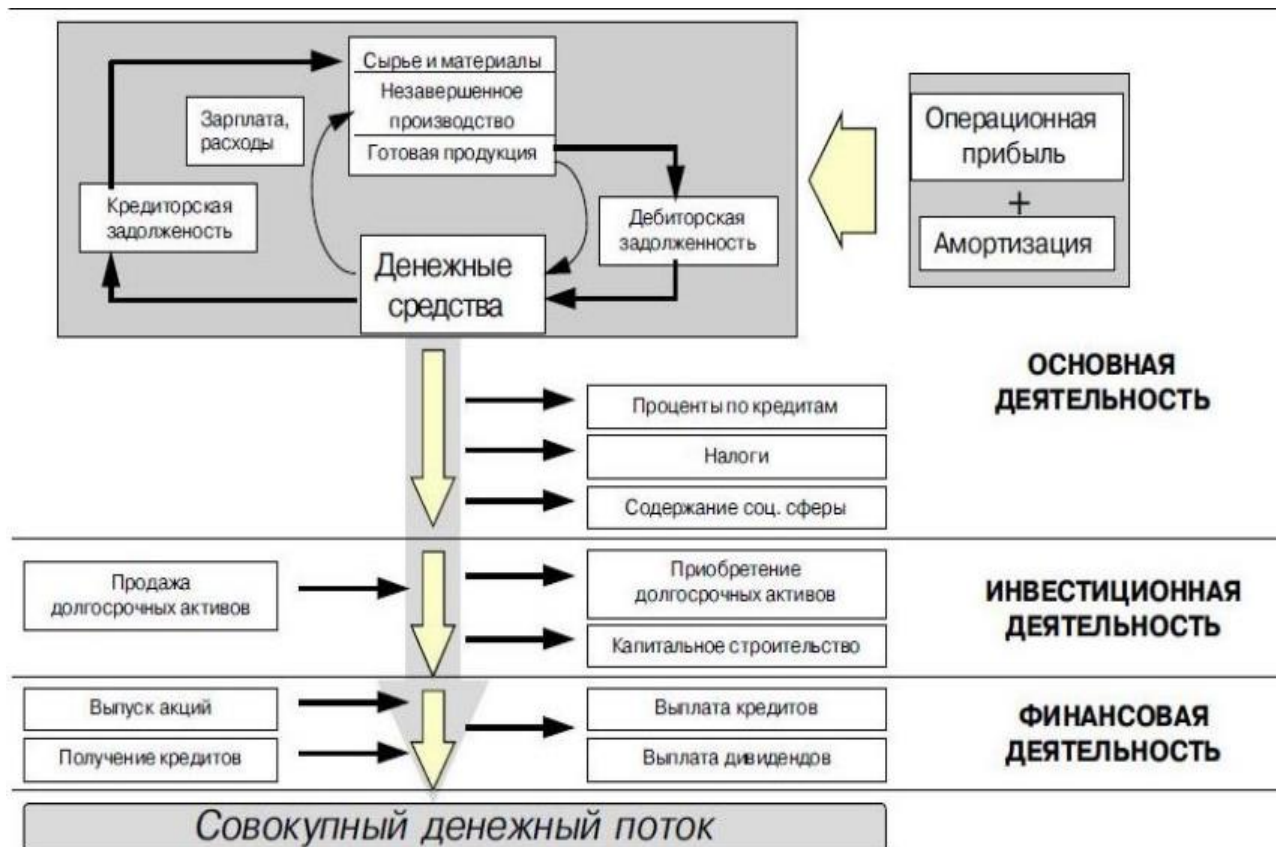 Сырье и материалы
Незавершенное
производство
Готовая продукция
Зарплата,
расходы
Кредиторская
задолженость
Дебиторская
задолженность
Денежные
средства
Операционная
прибыль
+
Амортизация
ОСНОВНАЯ
ДЕЯТЕЛЬНОСТЬ
Проценты по кредитам
Налоги
Содержание соц. сферы
Продажа
долгосрочных активов
Приобретение
долгосрочных активов
Капитальное строительство
ИНВЕСТИЦИОННАЯ
ДЕЯТЕЛЬНОСТЬ
Выпуск акций
Получение кредитов
Выплата кредитов
Выплата дивидендов
ФИНАНСОВАЯ
ДЕЯТЕЛЬНОСТЬ
Совокупный денежный поток